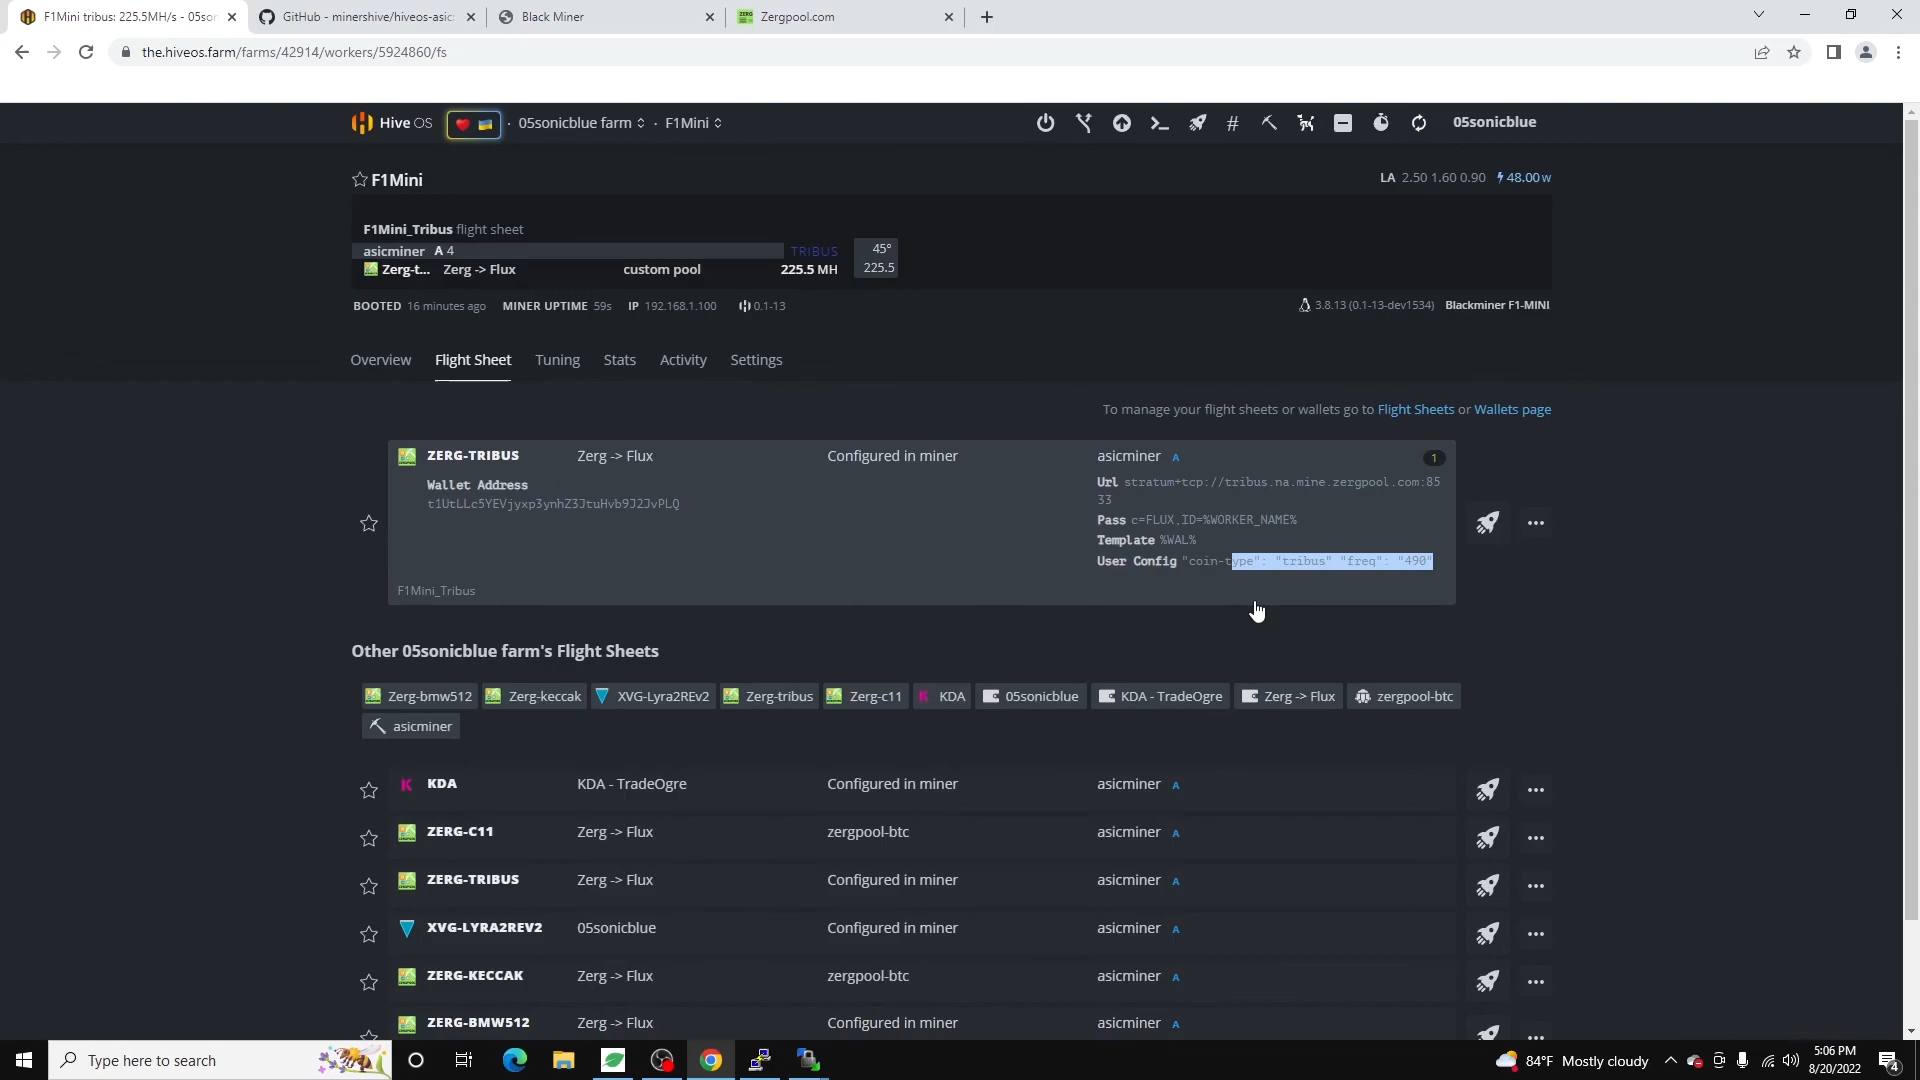 F1Mini tribus: 225.5MH/s - 05so
GitHub - minershive/hiveos-asic
Black Miner
Zergpool.com
the.hiveos.farm/farms/42914/workers/5924860/fs
Hive OS · 05sonicblue farm · F1Mini
05sonicblue
F1Mini
LA 2.50 1.60 0.90 48.00 w
F1Mini_Tribus flight sheet
asicminer A 4 TRIBUS 45°
Zerg-t... Zerg -> Flux custom pool 225.5 MH 225.5
BOOTED 16 minutes ago MINER UPTIME 59s IP 192.168.1.100 0.1-13
3.8.13 (0.1-13-dev1534) Blackminer F1-MINI
Overview Flight Sheet Tuning Stats Activity Settings
To manage your flight sheets or wallets go to Flight Sheets or Wallets page
ZERG-TRIBUS Zerg -> Flux Configured in miner asicminer A 1
Wallet Address
t1UtLLc5YEVjyxp3ynhZ3JtuHvb9J2JvPLQ
Url stratum+tcp://tribus.na.mine.zergpool.com:85
33
Pass c=FLUX,ID=%WORKER_NAME%
Template %WAL%
User Config "coin-type": "tribus" "freq": "490"
F1Mini_Tribus
Other 05sonicblue farm's Flight Sheets
Zerg-bmw512 Zerg-keccak XVG-Lyra2REv2 Zerg-tribus Zerg-c11 KDA 05sonicblue KDA - TradeOgre Zerg -> Flux zergpool-btc
asicminer
KDA KDA - TradeOgre Configured in miner asicminer A
ZERG-C11 Zerg -> Flux zergpool-btc asicminer A
ZERG-TRIBUS Zerg -> Flux Configured in miner asicminer A
XVG-LYRA2REV2 05sonicblue Configured in miner asicminer A
ZERG-KECCAK Zerg -> Flux zergpool-btc asicminer A
ZERG-BMW512 Zerg -> Flux Configured in miner asicminer A
Type here to search
84°F Mostly cloudy
5:06 PM
8/20/2022
4